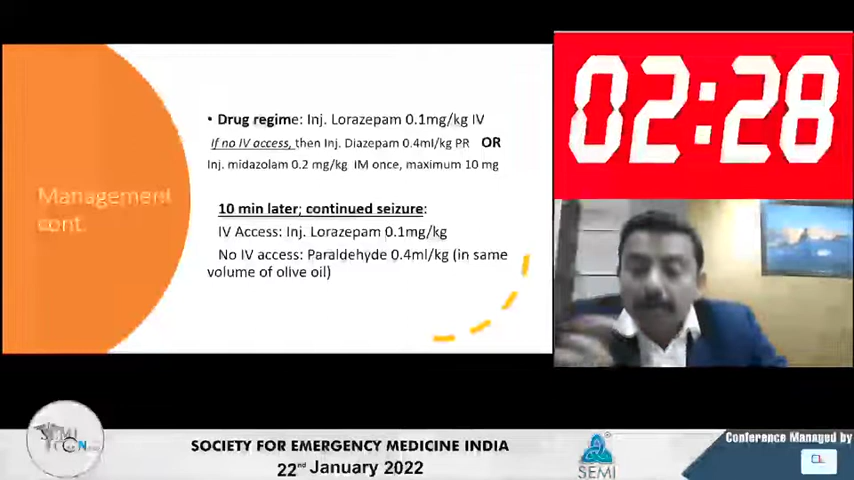 02:28
Management
cont.
• Drug regime: Inj. Lorazepam 0.1mg/kg IV
If no IV access, then Inj. Diazepam 0.4ml/kg PR OR
Inj. midazolam 0.2 mg/kg IM once, maximum 10 mg
10 min later; continued seizure:
IV Access: Inj. Lorazepam 0.1mg/kg
No IV access: Paraldehyde 0.4ml/kg (in same
volume of olive oil)
SOCIETY FOR EMERGENCY MEDICINE INDIA
22nd January 2022
SEMI
Conference Managed by